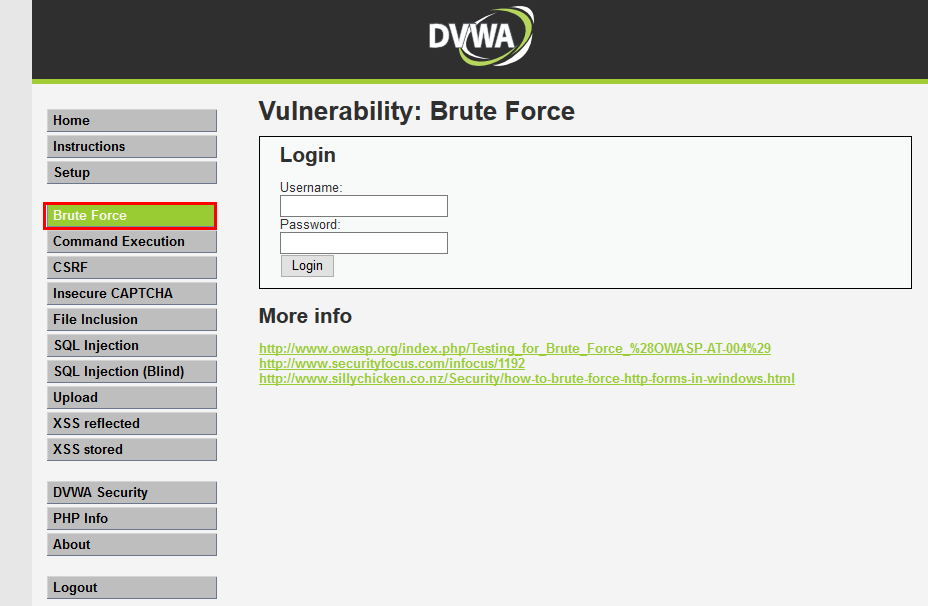 DVWA
Home
Instructions
Setup
Brute Force
Command Execution
CSRF
Insecure CAPTCHA
File Inclusion
SQL Injection
SQL Injection (Blind)
Upload
XSS reflected
XSS stored
DVWA Security
PHP Info
About
Logout
Vulnerability: Brute Force
Login
Username:
Password:
Login
More info
http://www.owasp.org/index.php/Testing_for_Brute_Force_%28OWASP-AT-004%29
http://www.securityfocus.com/infocus/1192
http://www.sillychicken.co.nz/Security/how-to-brute-force-http-forms-in-windows.html